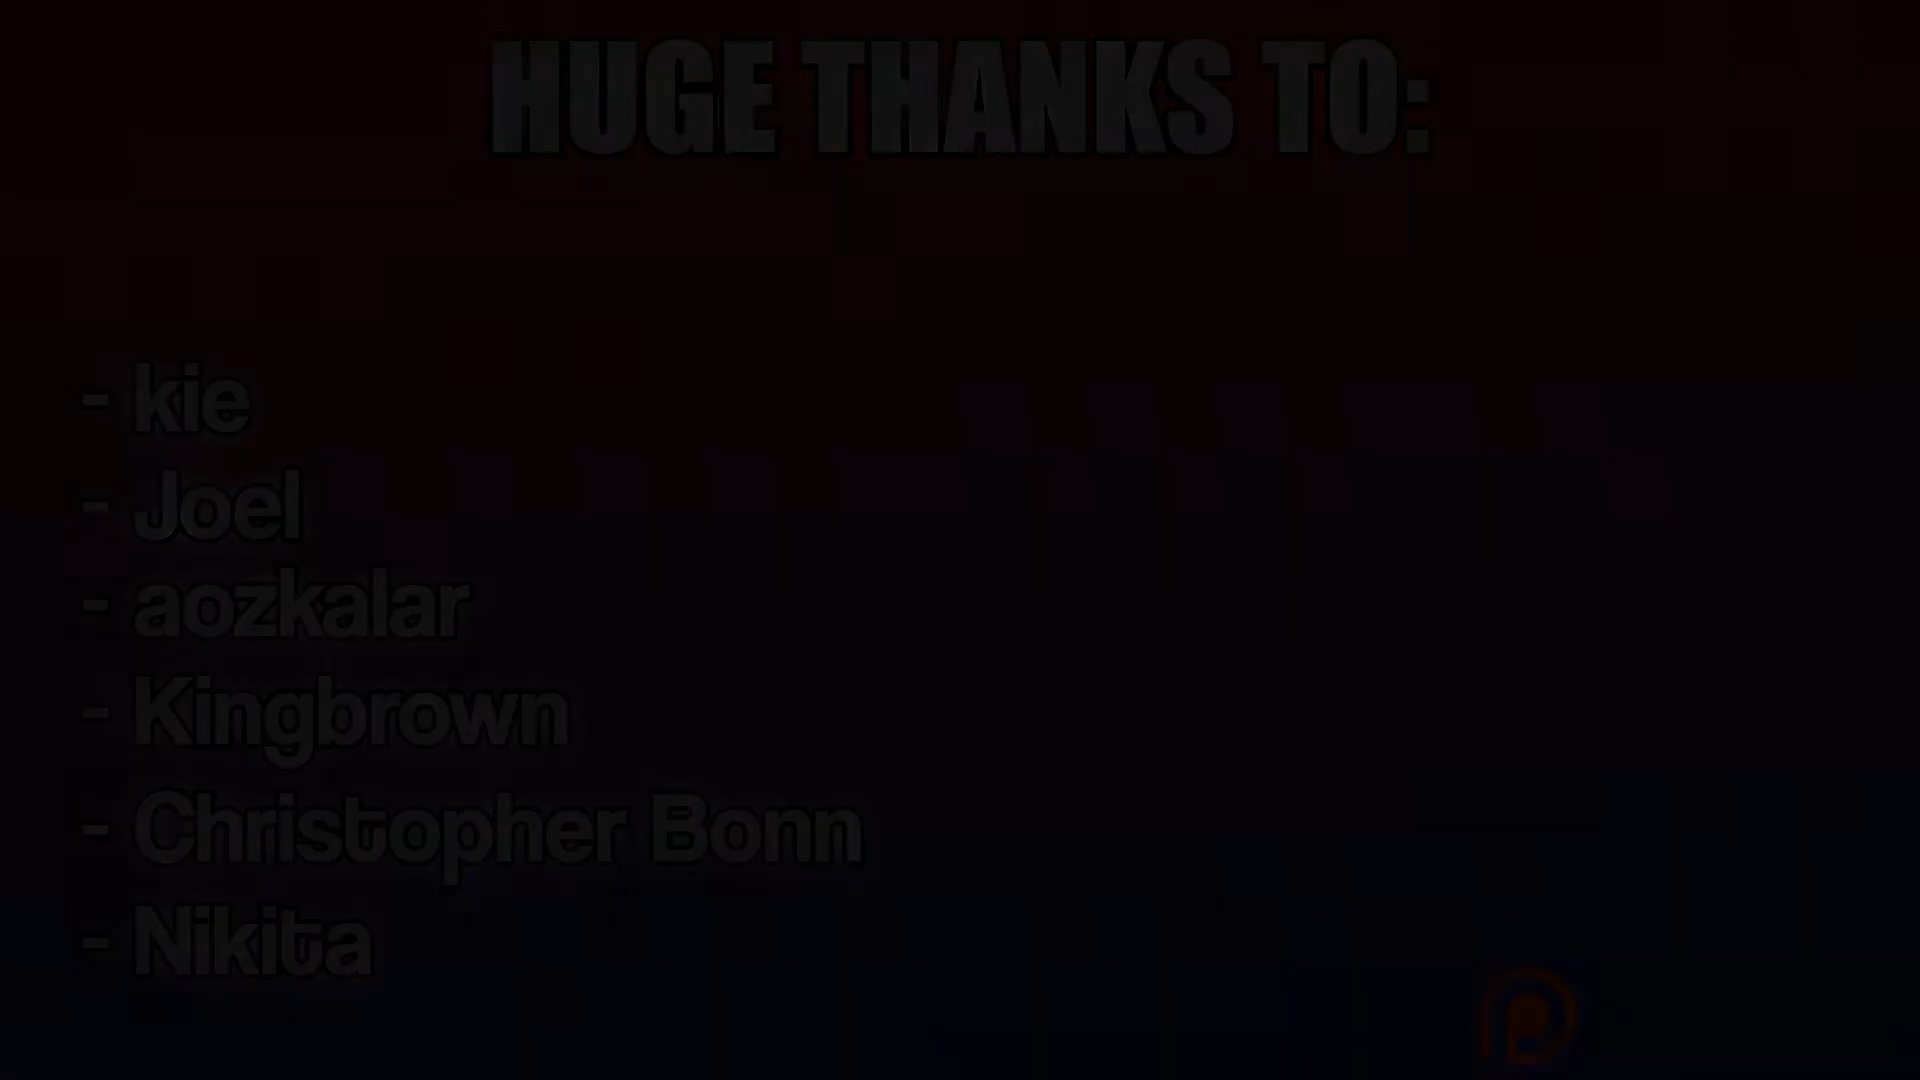 HUGE THANKS TO:
- kie
- Joel
- aozkalar
- Kingbrown
- Christopher Bonn
- Nikita